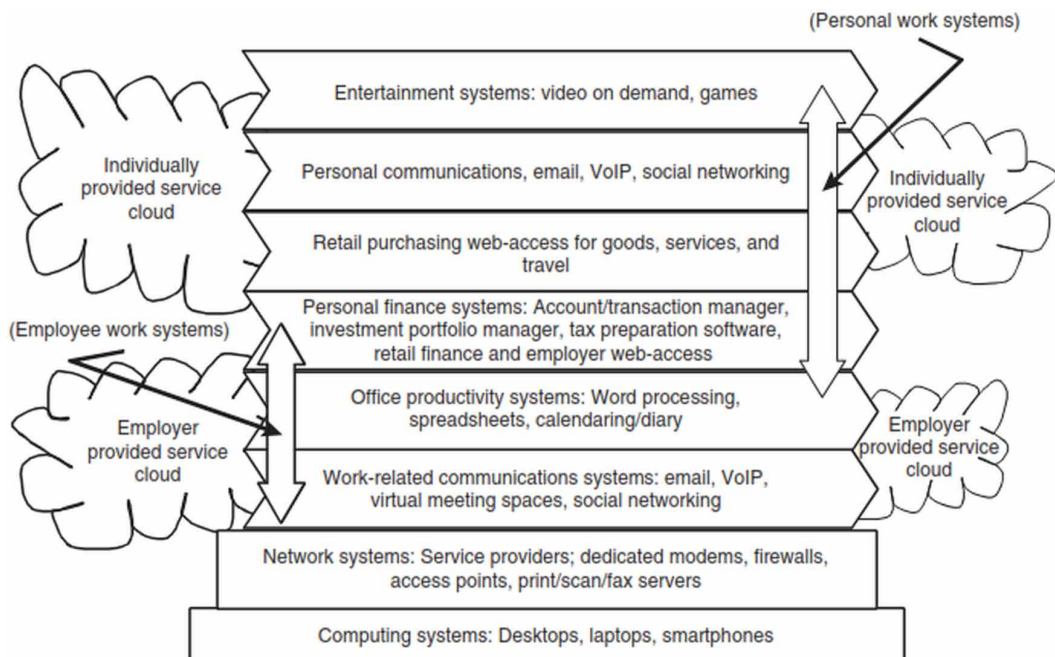 (Personal work systems)
Entertainment systems: video on demand, games
Individually
provided service
cloud
Personal communications, email, VoIP, social networking
Individually
provided service
cloud
Retail purchasing web-access for goods, services, and
travel
(Employee work systems)
Personal finance systems: Account/transaction manager,
investment portfolio manager, tax preparation software,
retail finance and employer web-access
Employer
provided service
cloud
Office productivity systems: Word processing,
spreadsheets, calendaring/diary
Employer
provided service
cloud
Work-related communications systems: email, VoIP,
virtual meeting spaces, social networking
Network systems: Service providers; dedicated modems, firewalls,
access points, print/scan/fax servers
Computing systems: Desktops, laptops, smartphones